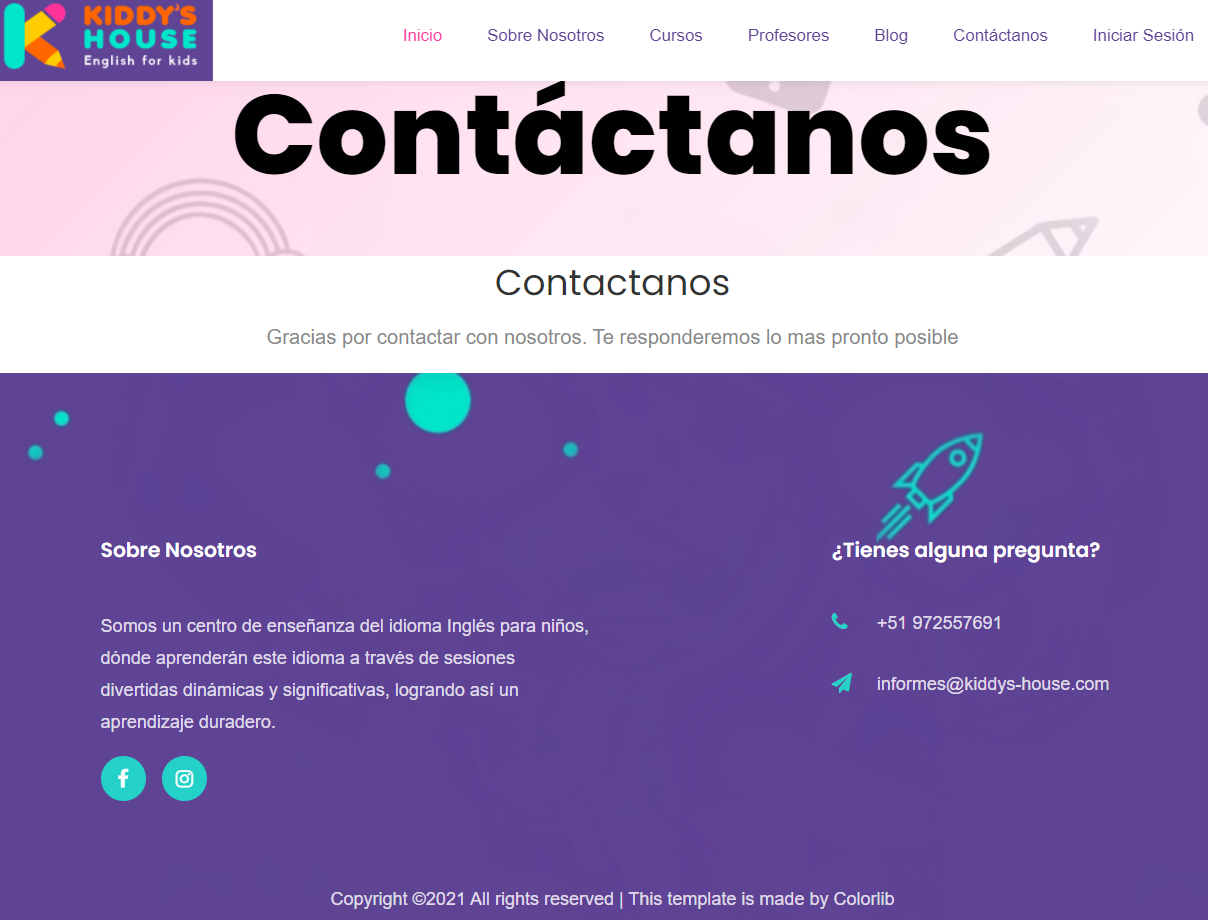 KIDDY'S
HOUSE
English for kids
Inicio Sobre Nosotros Cursos Profesores Blog Contáctanos Iniciar Sesión
Contáctanos
Contactanos
Gracias por contactar con nosotros. Te responderemos lo mas pronto posible
Sobre Nosotros
Somos un centro de enseñanza del idioma Inglés para niños,
dónde aprenderán este idioma a través de sesiones
divertidas dinámicas y significativas, logrando así un
aprendizaje duradero.
¿Tienes alguna pregunta?
+51 972557691
informes@kiddys-house.com
Copyright ©2021 All rights reserved | This template is made by Colorlib